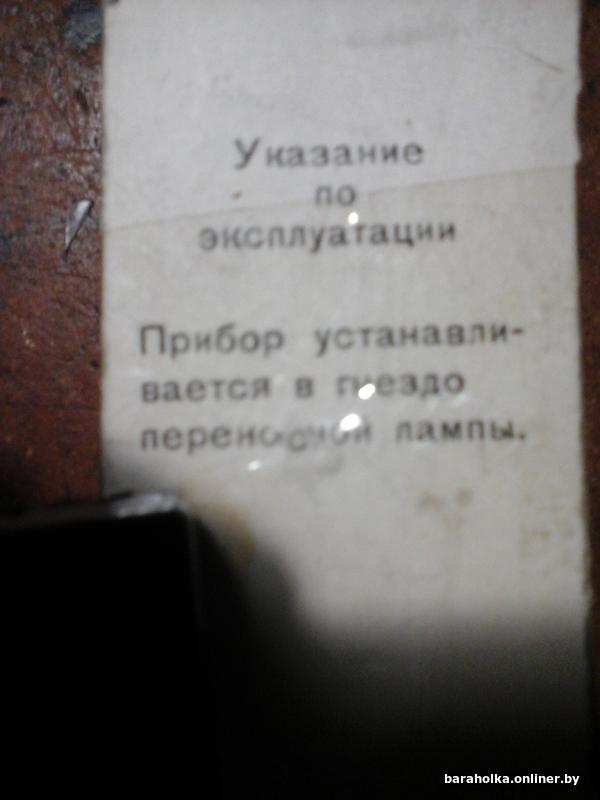 Указание
по
эксплуатации
Прибор устанавли-
вается в гнездо
переносной лампы.
baraholka.onliner.by